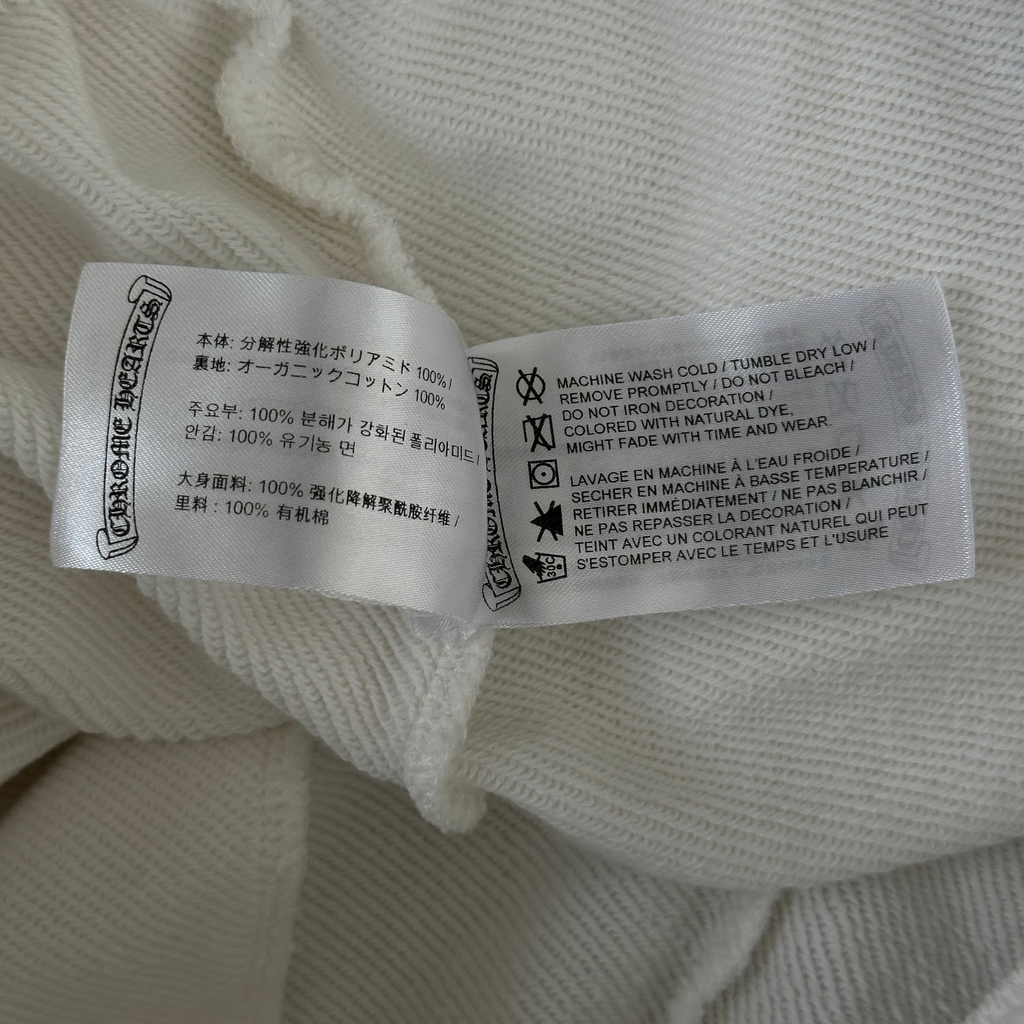 CHROME HEARTS
本体: 分解性強化ポリアミド 100% /
裏地: オーガニックコットン 100%
주요부: 100% 분해가 강화된 폴리아미드 /
안감: 100% 유기농 면
大身面料: 100% 强化降解聚酰胺纤维 /
里料 : 100% 有机棉
CHROME HEARTS
MACHINE WASH COLD / TUMBLE DRY LOW /
REMOVE PROMPTLY / DO NOT BLEACH /
DO NOT IRON DECORATION /
COLORED WITH NATURAL DYE,
MIGHT FADE WITH TIME AND WEAR.
LAVAGE EN MACHINE À L'EAU FROIDE /
SECHER EN MACHINE À BASSE TEMPERATURE /
RETIRER IMMÉDIATEMENT / NE PAS BLANCHIR /
NE PAS REPASSER LA DECORATION /
TEINT AVEC UN COLORANT NATUREL QUI PEUT
S'ESTOMPER AVEC LE TEMPS ET L'USURE
30C